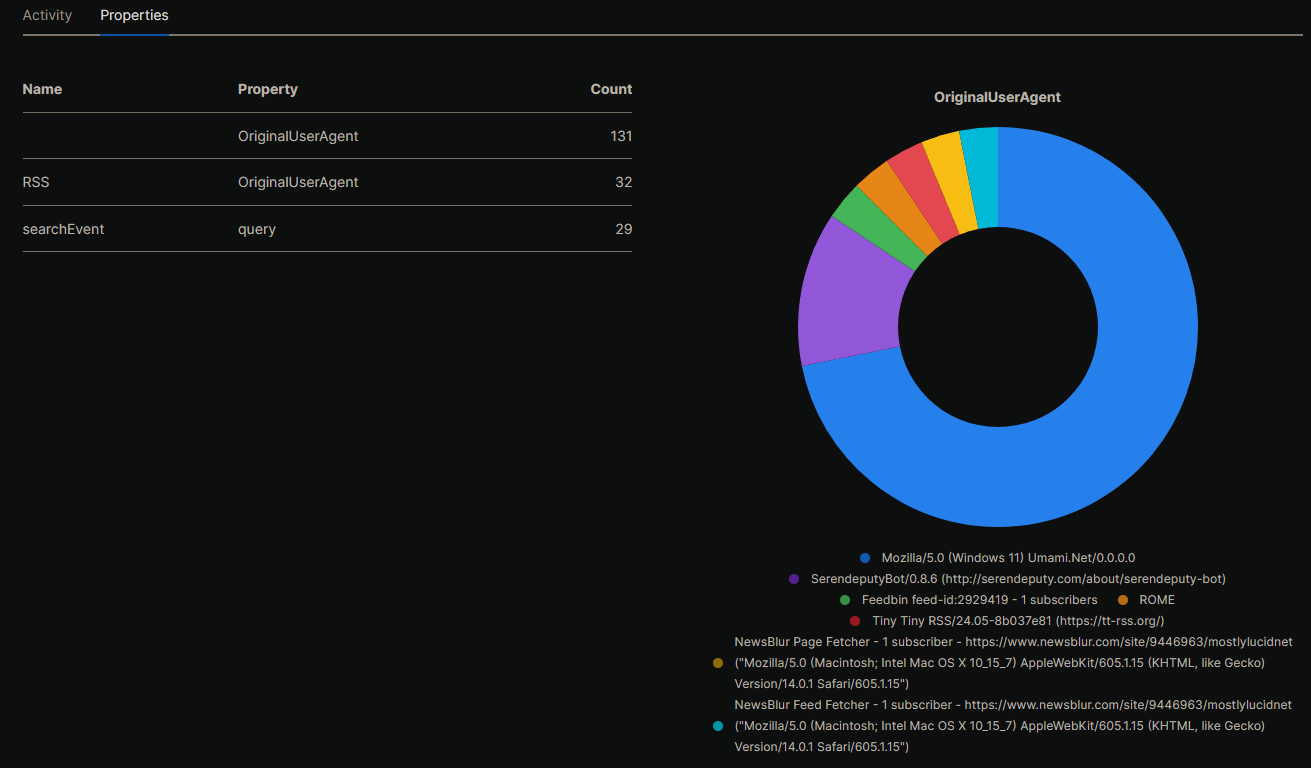 Activity Properties
Name Property Count
OriginalUserAgent 131
RSS OriginalUserAgent 32
searchEvent query 29
OriginalUserAgent
Mozilla/5.0 (Windows 11) Umami.Net/0.0.0.0
SerendeputyBot/0.8.6 (http://serendeputy.com/about/serendeputy-bot)
Feedbin feed-id:2929419 - 1 subscribers ROME
Tiny Tiny RSS/24.05-8b037e81 (https://tt-rss.org/)
NewsBlur Page Fetcher - 1 subscriber - https://www.newsblur.com/site/9446963/mostlylucidnet
("Mozilla/5.0 (Macintosh; Intel Mac OS X 10_15_7) AppleWebKit/605.1.15 (KHTML, like Gecko)
Version/14.0.1 Safari/605.1.15")
NewsBlur Feed Fetcher - 1 subscriber - https://www.newsblur.com/site/9446963/mostlylucidnet
("Mozilla/5.0 (Macintosh; Intel Mac OS X 10_15_7) AppleWebKit/605.1.15 (KHTML, like Gecko)
Version/14.0.1 Safari/605.1.15")